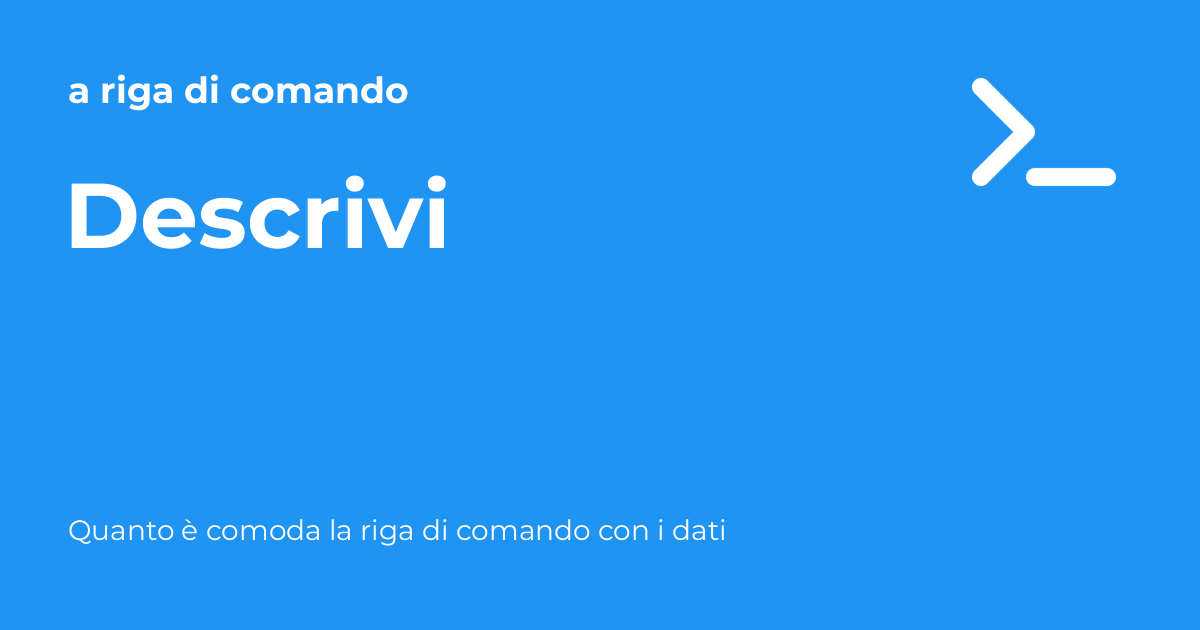 a riga di comando
Descrivi
Quanto è comoda la riga di comando con i dati